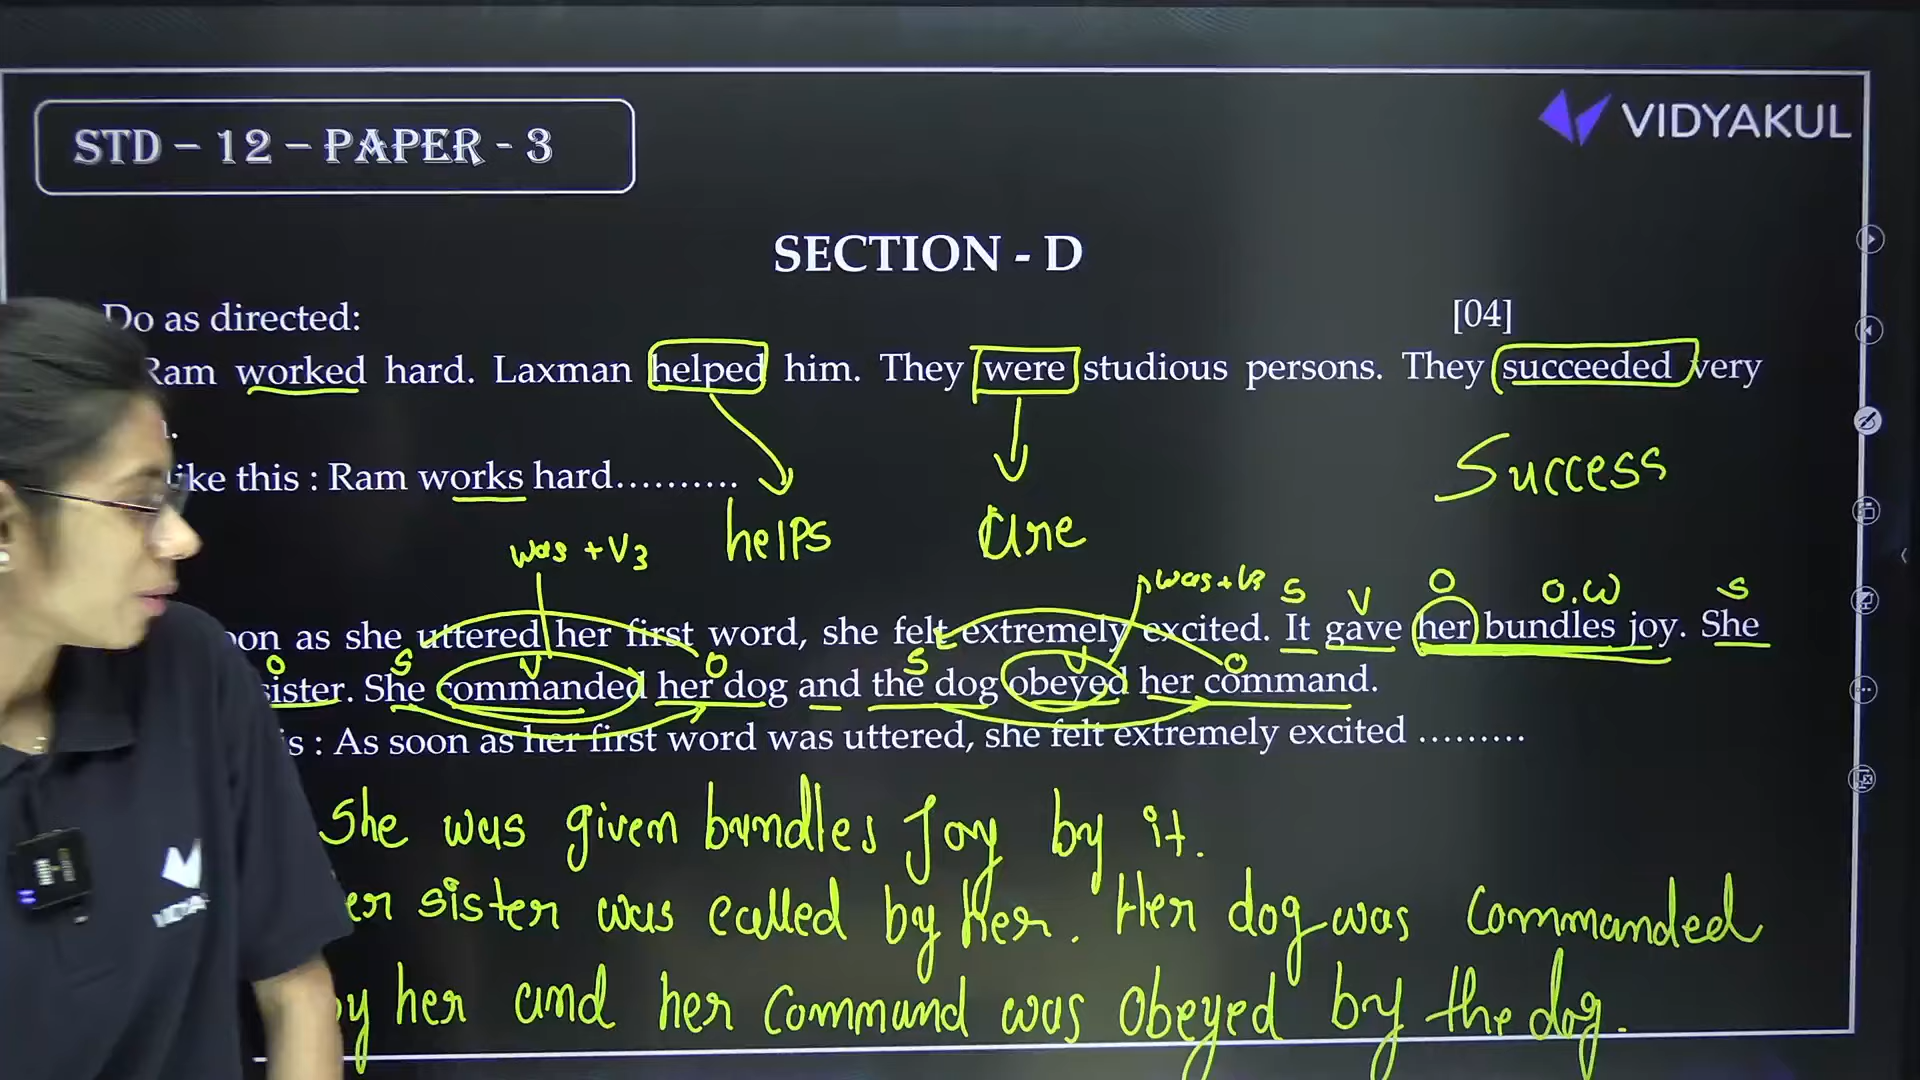 STD – 12 – PAPER - 3
VIDYAKUL
SECTION - D
Do as directed:
[04]
Ram worked hard. Laxman helped him. They were studious persons. They succeeded very
like this : Ram works hard..........
Success
helps
are
was + V3
was + V3
S V O O.W S
soon as she uttered her first word, she felt extremely excited. It gave her bundles joy. She
O S V O S V O
sister. She commanded her dog and the dog obeyed her command.
: As soon as her first word was uttered, she felt extremely excited .........
She was given bundles Joy by it.
Her sister was called by Her. Her dog was commanded
by her and her command was obeyed by the dog.